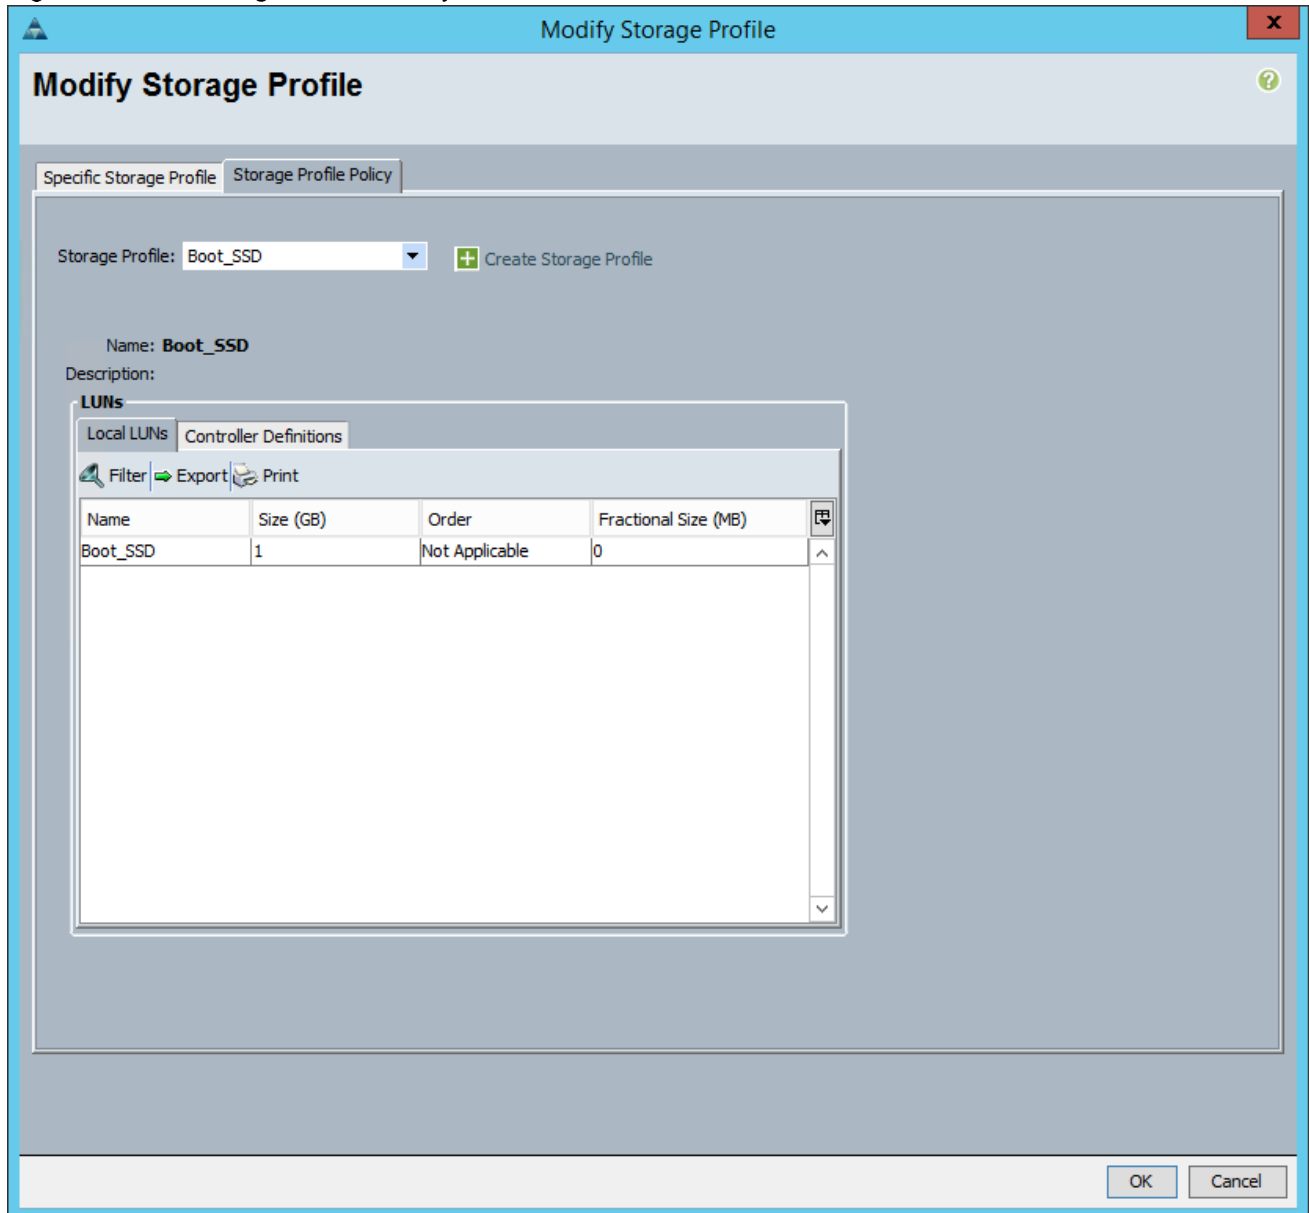 Modify Storage Profile
X
Modify Storage Profile
?
Specific Storage Profile Storage Profile Policy
Storage Profile: Boot_SSD Create Storage Profile
Name: Boot_SSD
Description:
LUNs
Local LUNs Controller Definitions
Filter Export Print
Name Size (GB) Order Fractional Size (MB)
Boot_SSD 1 Not Applicable 0
OK Cancel